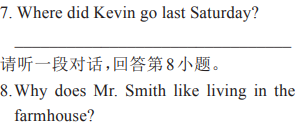 7. Where did Kevin go last Saturday?
请听一段对话,回答第8小题。
8.Why does Mr. Smith like living in the
farmhouse?